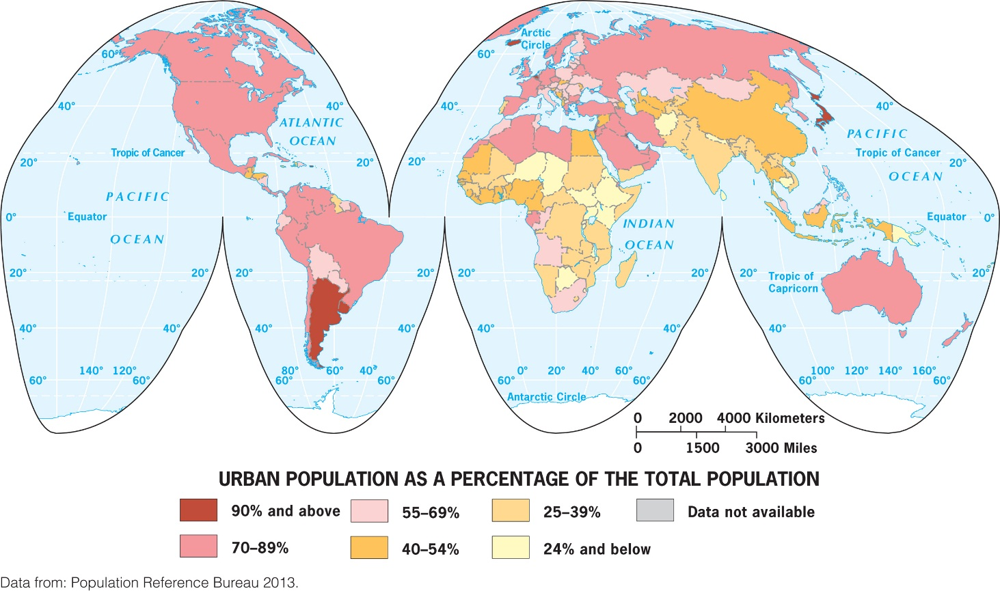 Arctic
Circle
60°
60°
40°
40°
40°
40°
ATLANTIC
OCEAN
PACIFIC
Tropic of Cancer
Tropic of Cancer
20°
20°
20°
20°
OCEAN
PACIFIC
0°
Equator
INDIAN
Equator
0°
OCEAN
OCEAN
20°
20°
20°
20°
20°
20°
20°
20°
Tropic of
Capricorn
40°
40°
40°
40°
40°
40°
40°
140°
120°
80°
60°
40°
0°
20°
40°
60°
100°
120°
140°
160°
60°
60°
60°
60°
60°
60°
60°
60°
Antarctic Circle
0 2000 4000 Kilometers
0 1500 3000 Miles
URBAN POPULATION AS A PERCENTAGE OF THE TOTAL POPULATION
90% and above
55–69%
25–39%
Data not available
70–89%
40–54%
24% and below
Data from: Population Reference Bureau 2013.